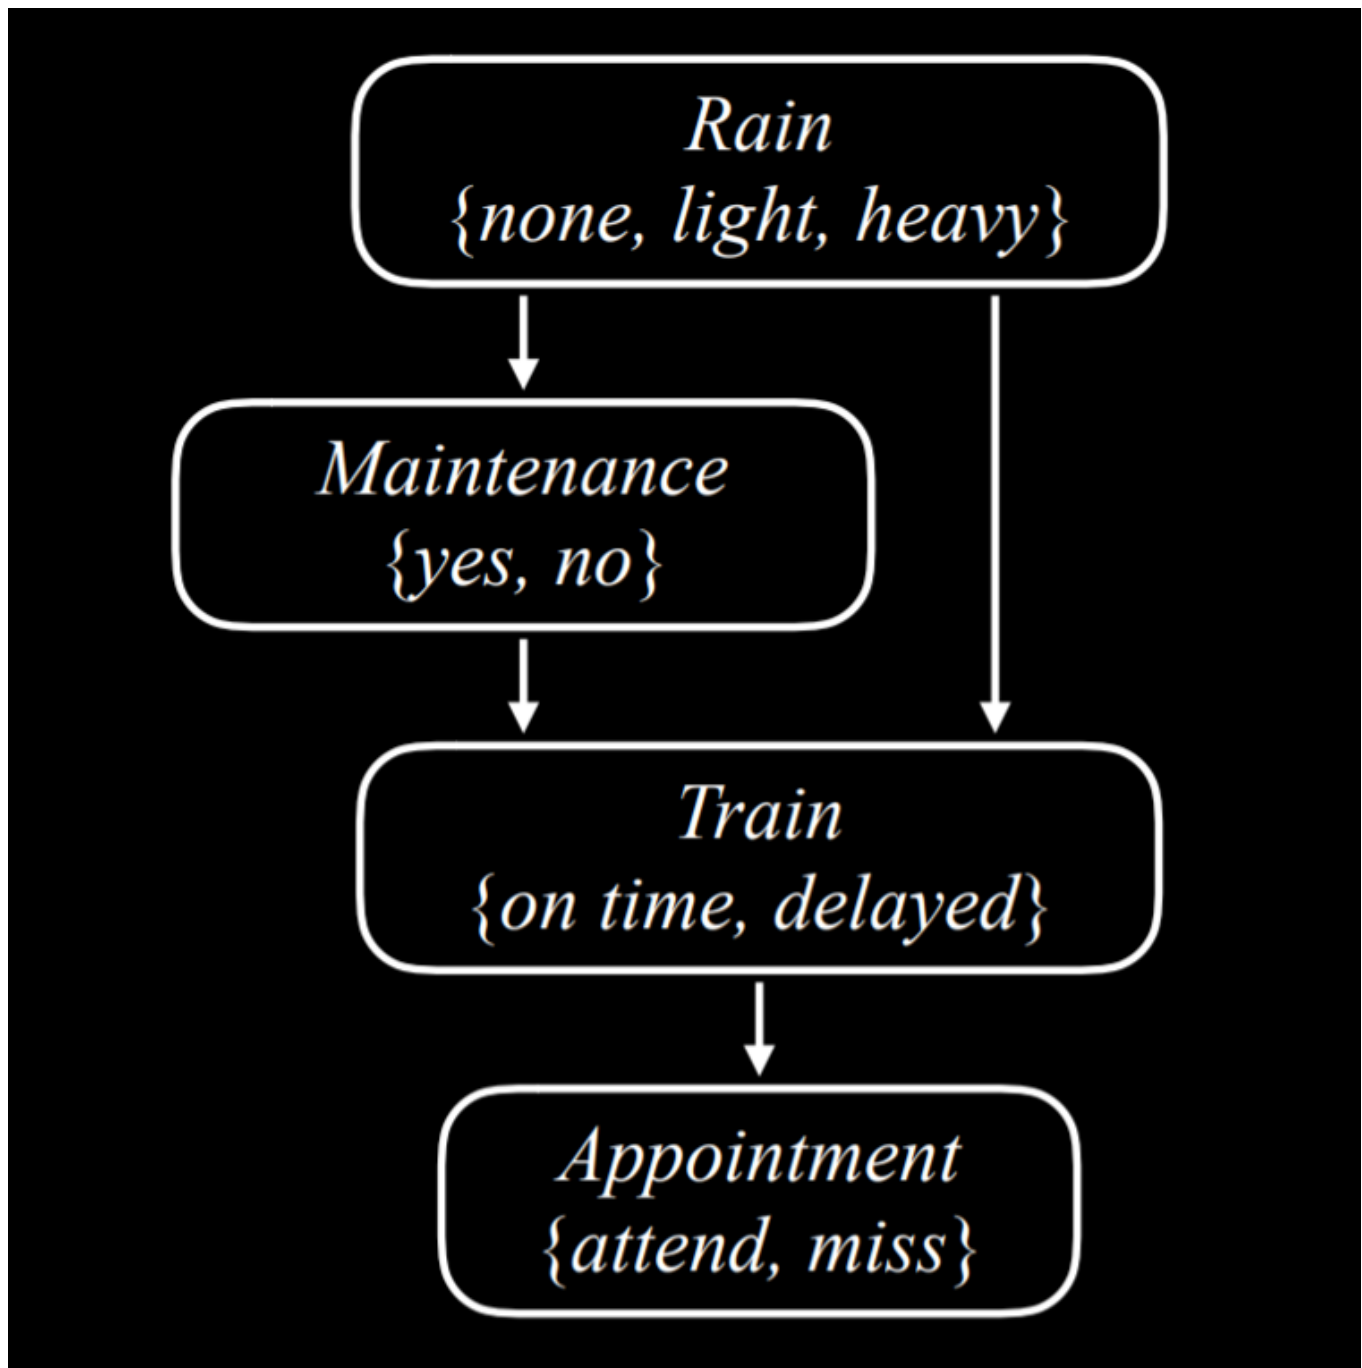 Rain
{none, light, heavy}
Maintenance
{yes, no}
Train
{on time, delayed}
Appointment
{attend, miss}